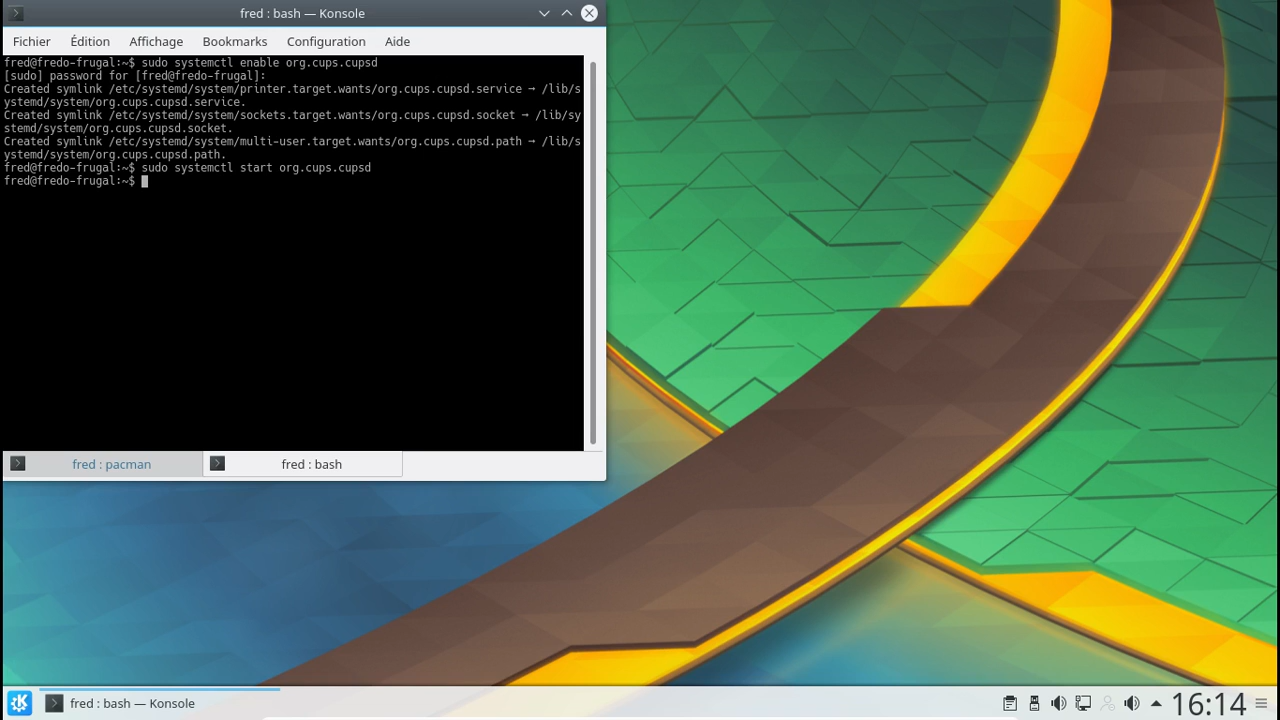 fred : bash — Konsole
Fichier Édition Affichage Bookmarks Configuration Aide
fred@fredo-frugal:~$ sudo systemctl enable org.cups.cupsd
[sudo] password for [fred@fredo-frugal]:
Created symlink /etc/systemd/system/printer.target.wants/org.cups.cupsd.service → /lib/s
ystemd/system/org.cups.cupsd.service.
Created symlink /etc/systemd/system/sockets.target.wants/org.cups.cupsd.socket → /lib/sy
stemd/system/org.cups.cupsd.socket.
Created symlink /etc/systemd/system/multi-user.target.wants/org.cups.cupsd.path → /lib/s
ystemd/system/org.cups.cupsd.path.
fred@fredo-frugal:~$ sudo systemctl start org.cups.cupsd
fred@fredo-frugal:~$
fred : pacman fred : bash
fred : bash — Konsole 16:14